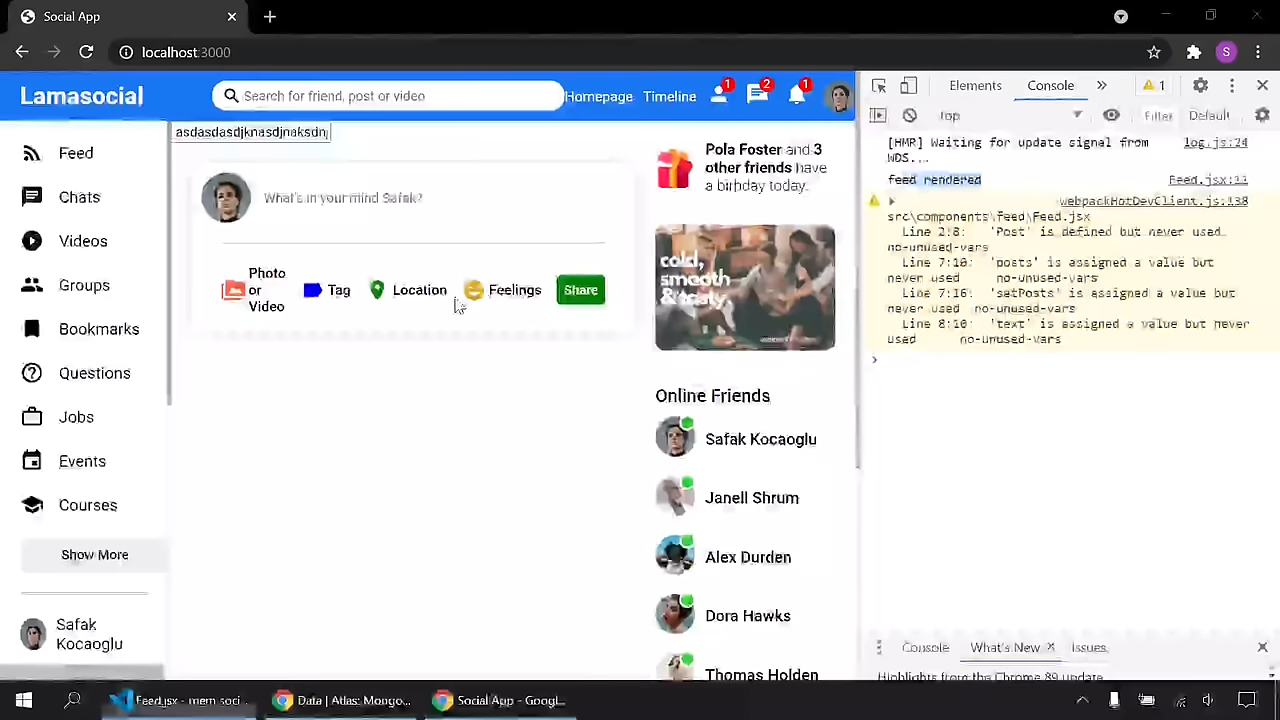 Social App
localhost:3000
S
Lamasocial
Search for friend, post or video
Homepage
Timeline
1
2
1
asdasdasdjknasdjnaksdn
Feed
Chats
Videos
Groups
Bookmarks
Questions
Jobs
Events
Courses
Show More
Safak
Kocaoglu
What's in your mind Safak?
Photo
or
Video
Tag
Location
Feelings
Share
Pola Foster and 3
other friends have
a birhday today.
cold,
smooth
& tasty.
Online Friends
Safak Kocaoglu
Janell Shrum
Alex Durden
Dora Hawks
Thomas Holden
Elements
Console
1
top
Filter
Default
[HMR] Waiting for update signal from
WDS...
log.js:24
feed rendered
Feed.jsx:11
webpackHotDevClient.js:138
src\components\feed\Feed.jsx
Line 2:8: 'Post' is defined but never used
no-unused-vars
Line 7:10: 'posts' is assigned a value but
never used no-unused-vars
Line 7:16: 'setPosts' is assigned a value but
never used no-unused-vars
Line 8:10: 'text' is assigned a value but never
used no-unused-vars
Console
What's New
Issues
Highlights from the Chrome 89 update
Feed.jsx - mern soci...
Data | Atlas: Mongo...
Social App - Googl...